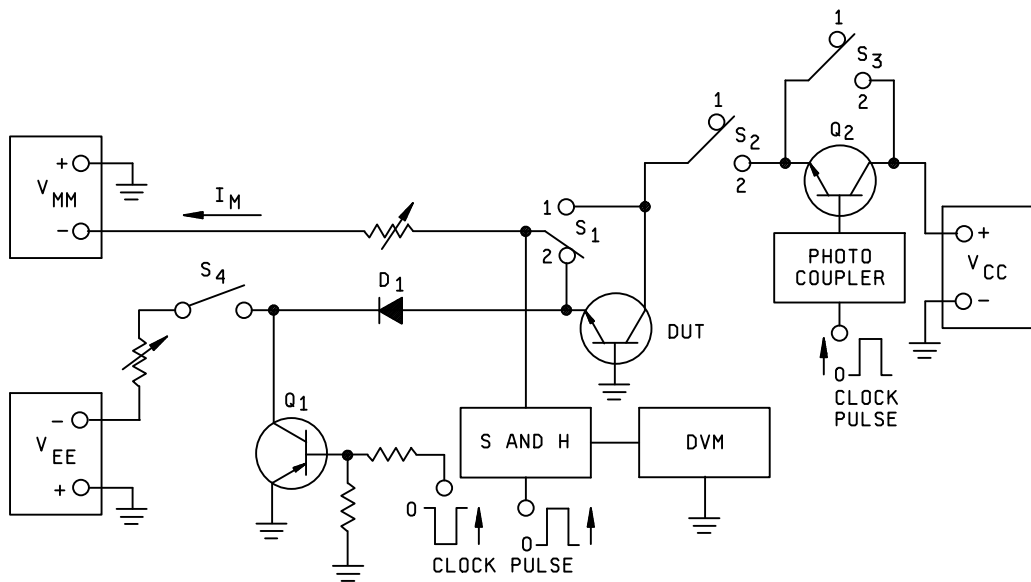 1
S3
2
Q2
1
S2
2
+
VMM
-
IM
1
S1
2
PHOTO
COUPLER
+
VCC
-
S4
D1
DUT
0
CLOCK
PULSE
-
VEE
+
Q1
S AND H
DVM
0
0
CLOCK PULSE